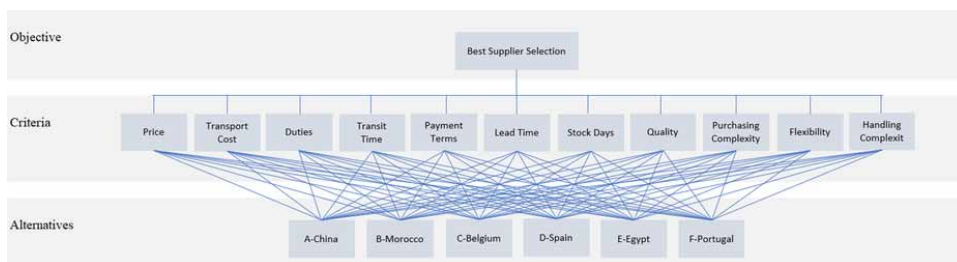 Objective
Best Supplier Selection
Criteria
Price
Transport
Cost
Duties
Transit
Time
Payment
Terms
Lead Time
Stock Days
Quality
Purchasing
Complexity
Flexibility
Handling
Complexit
Alternatives
A-China
B-Morocco
C-Belgium
D-Spain
E-Egypt
F-Portugal